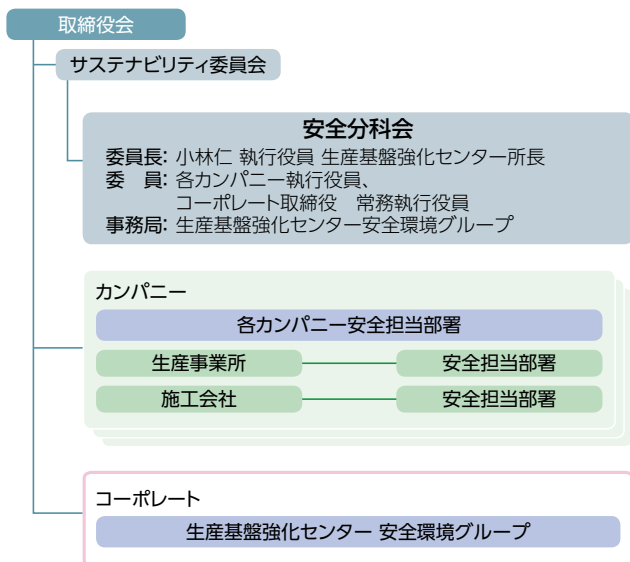 取締役会
サステナビリティ委員会
安全分科会
委員長: 小林仁 執行役員 生産基盤強化センター所長
委　員: 各カンパニー執行役員、
コーポレート取締役　常務執行役員
事務局: 生産基盤強化センター安全環境グループ
カンパニー
各カンパニー安全担当部署
生産事業所 安全担当部署
施工会社 安全担当部署
コーポレート
生産基盤強化センター 安全環境グループ